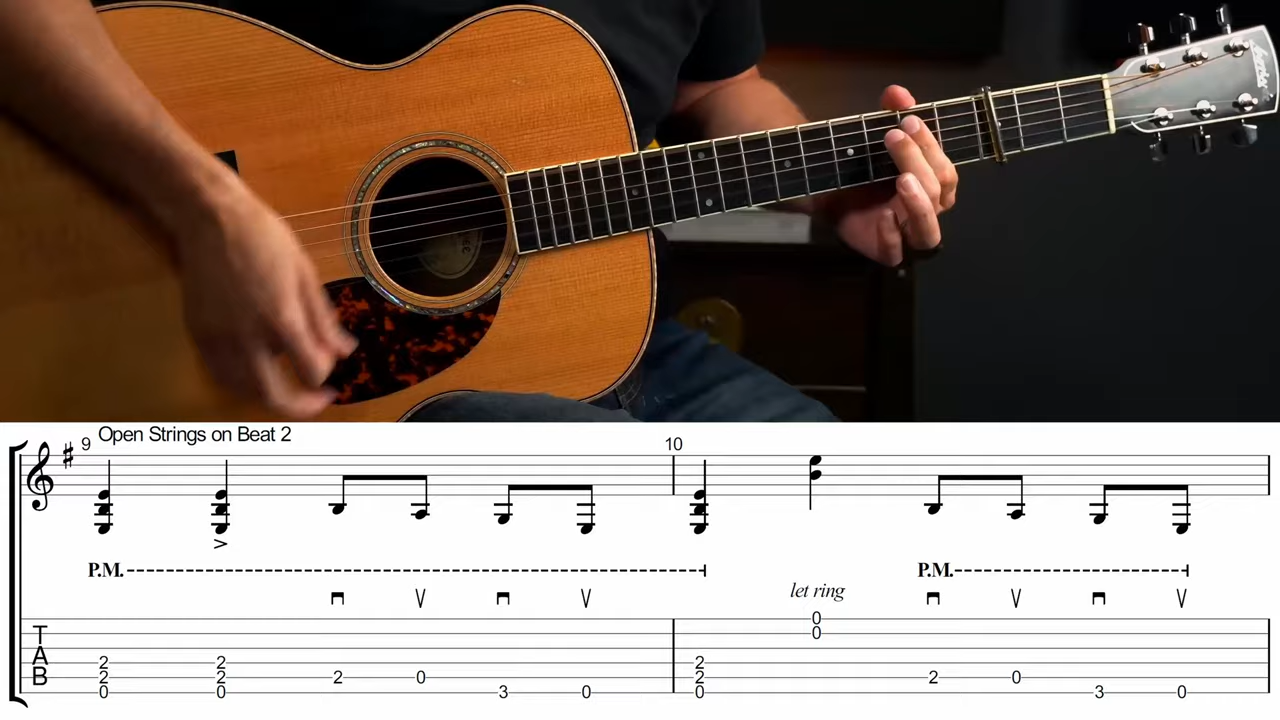 9 Open Strings on Beat 2 10
>
P.M. P.M.
let ring
T A B
0
0
2 2 2
2 2 2 0 2 2 0
0 0 3 0 0 3 0